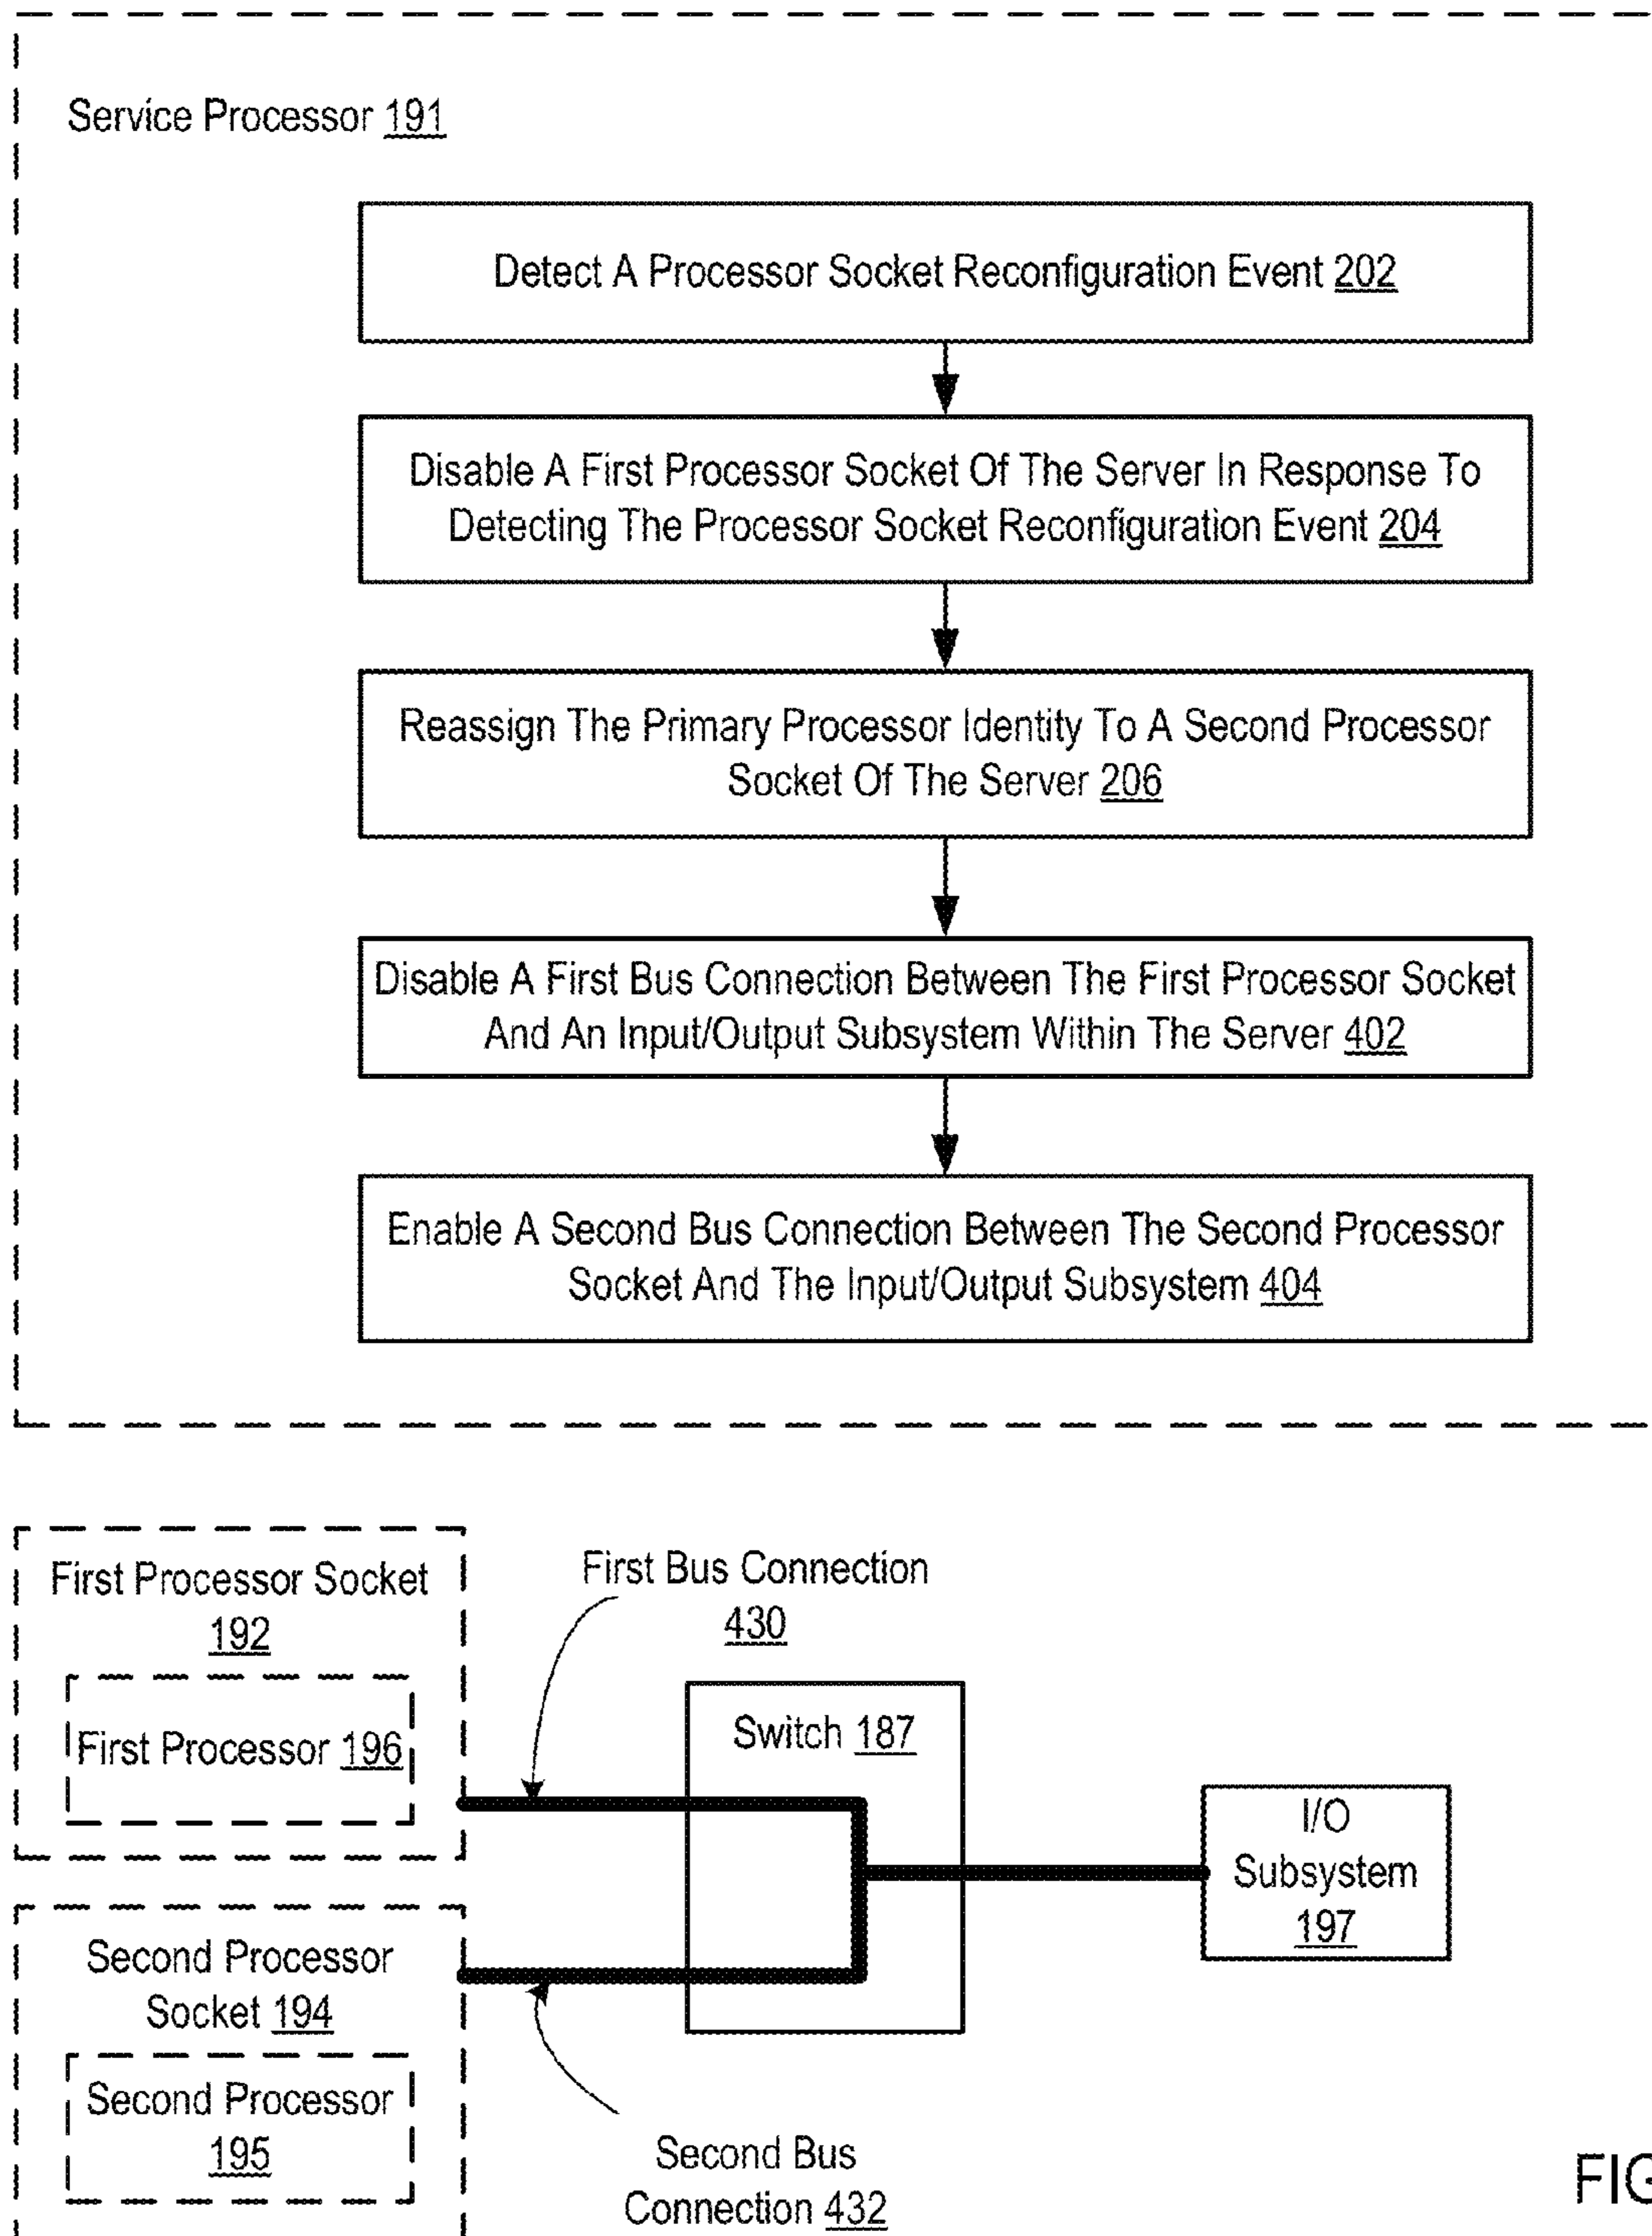 Service Processor 191
Detect A Processor Socket Reconfiguration Event 202
Disable A First Processor Socket Of The Server In Response To
Detecting The Processor Socket Reconfiguration Event 204
Reassign The Primary Processor Identity To A Second Processor
Socket Of The Server 206
Disable A First Bus Connection Between The First Processor Socket
And An Input/Output Subsystem Within The Server 402
Enable A Second Bus Connection Between The Second Processor
Socket And The Input/Output Subsystem 404
First Processor Socket
192
First Processor 196
First Bus Connection
430
Switch 187
I/O
Subsystem
197
Second Processor
Socket 194
Second Processor
195
Second Bus
Connection 432